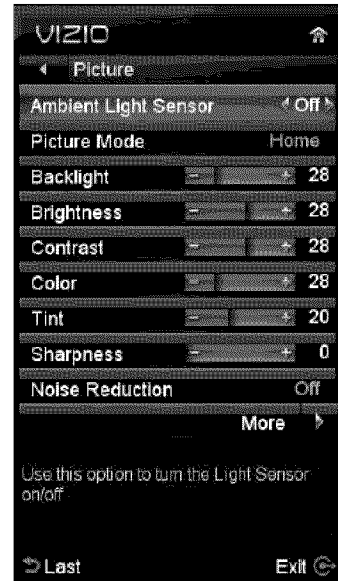 VIZIO
Picture
Ambient Light Sensor Off
Picture Mode Home
Backlight - + 28
Brightness - + 28
Contrast - + 28
Color - + 28
Tint - + 20
Sharpness - + 0
Noise Reduction Off
More
Use this option to turn the Light Sensor
on/off
Last Exit